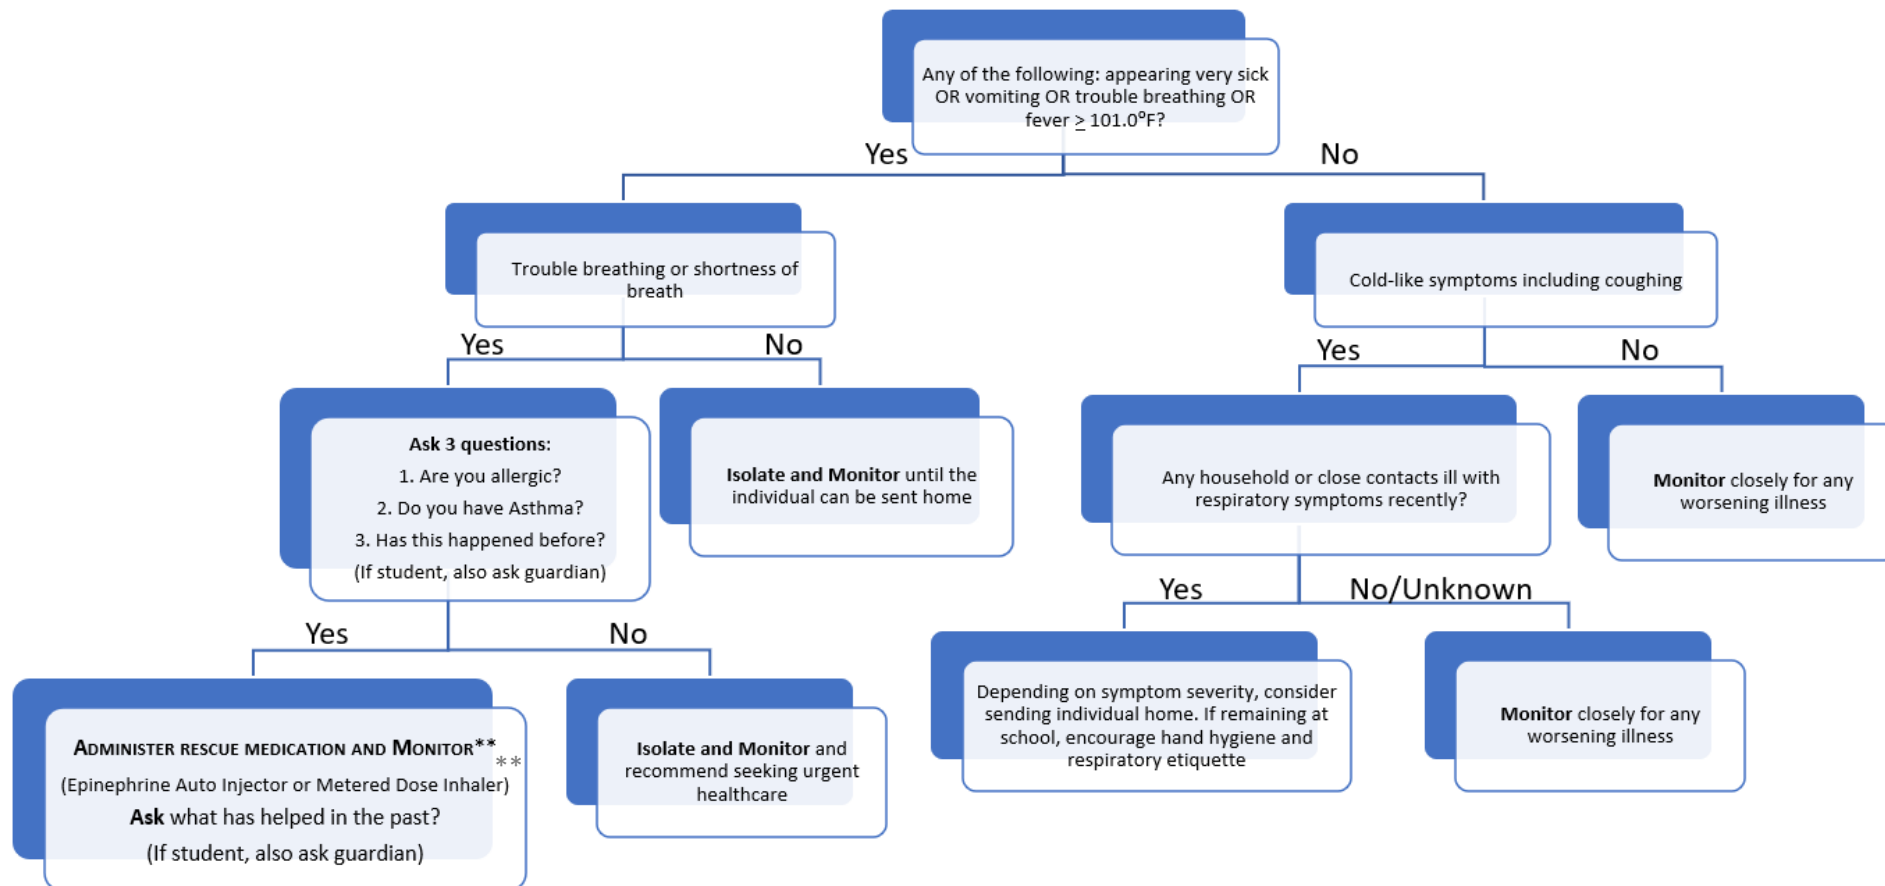 Any of the following: appearing very sick
OR vomiting OR trouble breathing OR
fever ≥ 101.0°F?
Yes
No
Trouble breathing or shortness of
breath
Cold-like symptoms including coughing
Yes
No
Yes
No
Ask 3 questions:
1. Are you allergic?
2. Do you have Asthma?
3. Has this happened before?
(If student, also ask guardian)
Isolate and Monitor until the
individual can be sent home
Any household or close contacts ill with
respiratory symptoms recently?
Monitor closely for any
worsening illness
Yes
No
Yes
No/Unknown
ADMINISTER RESCUE MEDICATION AND MONITOR**
**
(Epinephrine Auto Injector or Metered Dose Inhaler)
Ask what has helped in the past?
(If student, also ask guardian)
Isolate and Monitor and
recommend seeking urgent
healthcare
Depending on symptom severity, consider
sending individual home. If remaining at
school, encourage hand hygiene and
respiratory etiquette
Monitor closely for any
worsening illness